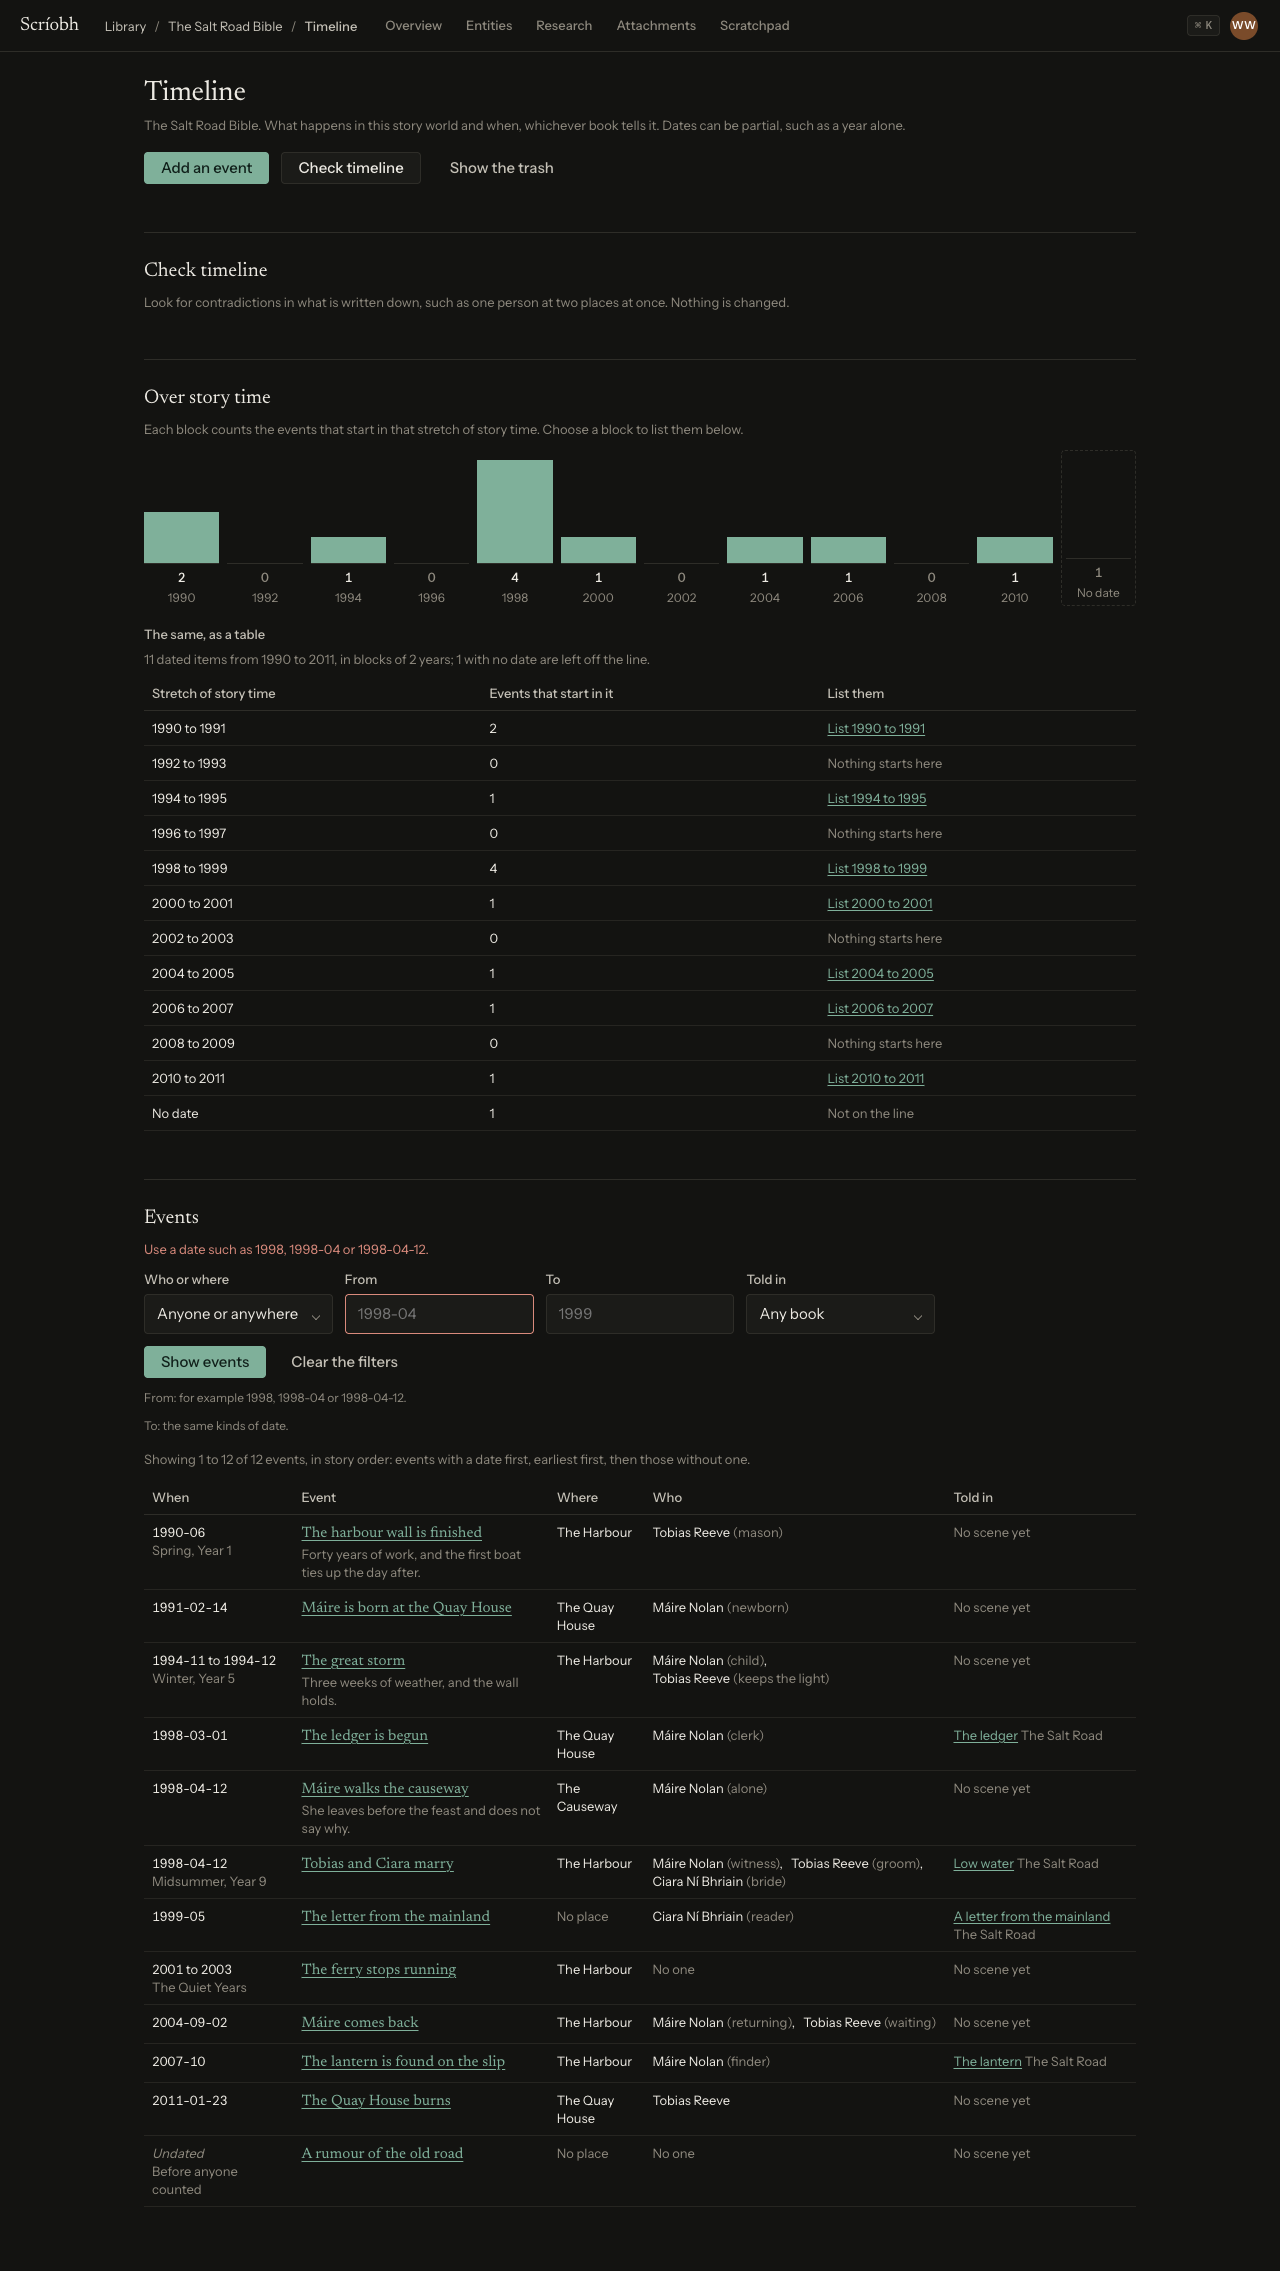 Scríobh
Library / The Salt Road Bible / Timeline
Overview Entities Research Attachments Scratchpad
⌘ K
WW
Timeline
The Salt Road Bible. What happens in this story world and when, whichever book tells it. Dates can be partial, such as a year alone.
Add an event Check timeline Show the trash
Check timeline
Look for contradictions in what is written down, such as one person at two places at once. Nothing is changed.
Over story time
Each block counts the events that start in that stretch of story time. Choose a block to list them below.
2 0 1 0 4 1 0 1 1 0 1 1
1990 1992 1994 1996 1998 2000 2002 2004 2006 2008 2010 No date
The same, as a table
11 dated items from 1990 to 2011, in blocks of 2 years; 1 with no date are left off the line.
Stretch of story time Events that start in it List them
1990 to 1991 2 List 1990 to 1991
1992 to 1993 0 Nothing starts here
1994 to 1995 1 List 1994 to 1995
1996 to 1997 0 Nothing starts here
1998 to 1999 4 List 1998 to 1999
2000 to 2001 1 List 2000 to 2001
2002 to 2003 0 Nothing starts here
2004 to 2005 1 List 2004 to 2005
2006 to 2007 1 List 2006 to 2007
2008 to 2009 0 Nothing starts here
2010 to 2011 1 List 2010 to 2011
No date 1 Not on the line
Events
Use a date such as 1998, 1998-04 or 1998-04-12.
Who or where From To Told in
Anyone or anywhere 1998-04 1999 Any book
Show events Clear the filters
From: for example 1998, 1998-04 or 1998-04-12.
To: the same kinds of date.
Showing 1 to 12 of 12 events, in story order: events with a date first, earliest first, then those without one.
When Event Where Who Told in
1990-06 The harbour wall is finished The Harbour Tobias Reeve (mason) No scene yet
Spring, Year 1 Forty years of work, and the first boat
ties up the day after.
1991-02-14 Máire is born at the Quay House The Quay Máire Nolan (newborn) No scene yet
House
1994-11 to 1994-12 The great storm The Harbour Máire Nolan (child), No scene yet
Winter, Year 5 Three weeks of weather, and the wall Tobias Reeve (keeps the light)
holds.
1998-03-01 The ledger is begun The Quay Máire Nolan (clerk) The ledger The Salt Road
House
1998-04-12 Máire walks the causeway The Máire Nolan (alone) No scene yet
She leaves before the feast and does not Causeway
say why.
1998-04-12 Tobias and Ciara marry The Harbour Máire Nolan (witness), Tobias Reeve (groom), Low water The Salt Road
Midsummer, Year 9 Ciara Ní Bhriain (bride)
1999-05 The letter from the mainland No place Ciara Ní Bhriain (reader) A letter from the mainland
The Salt Road
2001 to 2003 The ferry stops running The Harbour No one No scene yet
The Quiet Years
2004-09-02 Máire comes back The Harbour Máire Nolan (returning), Tobias Reeve (waiting) No scene yet
2007-10 The lantern is found on the slip The Harbour Máire Nolan (finder) The lantern The Salt Road
2011-01-23 The Quay House burns The Quay Tobias Reeve No scene yet
House
Undated A rumour of the old road No place No one No scene yet
Before anyone
counted